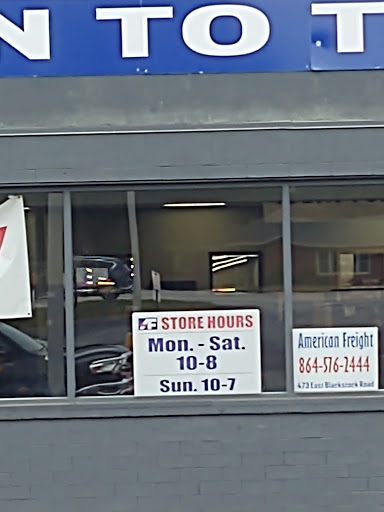 N TO T
AF STORE HOURS
Mon. - Sat.
10-8
Sun. 10-7
American Freight
864-576-2444
473 East Blackstock Road